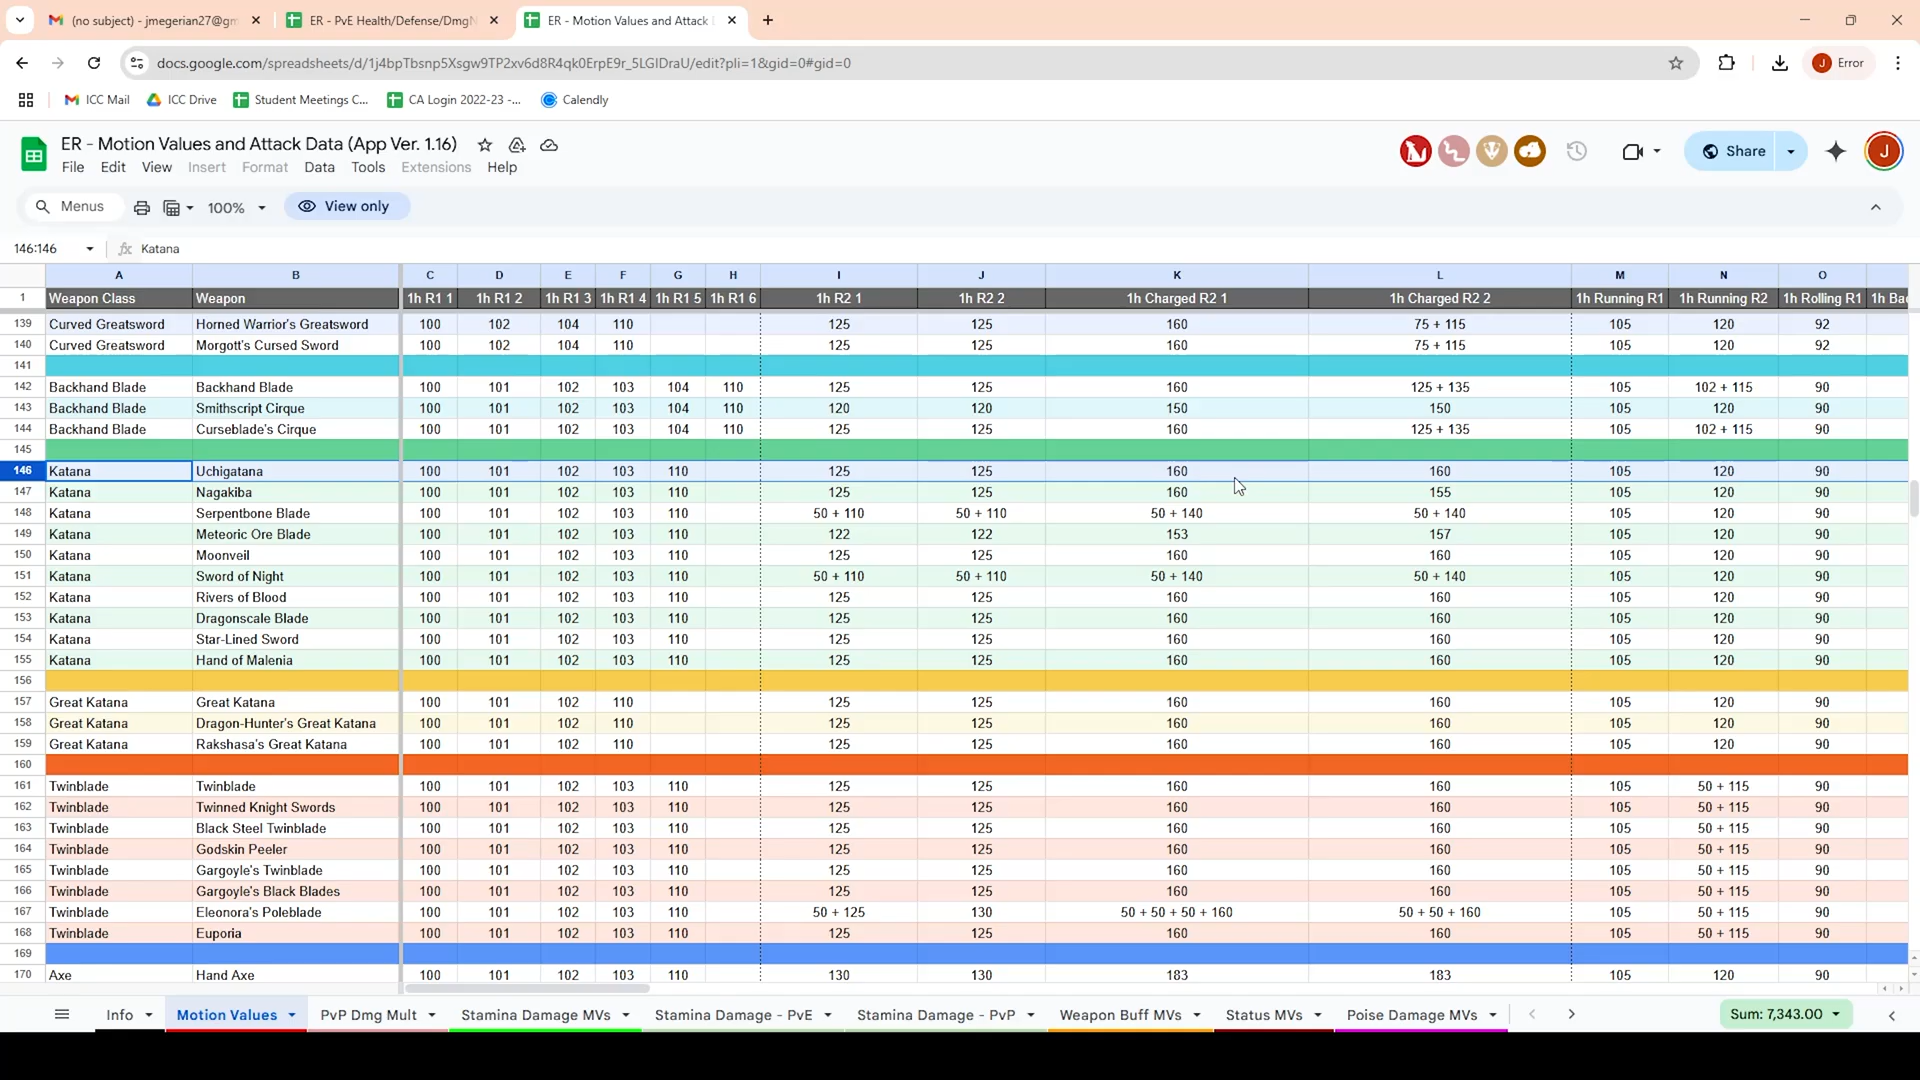 (no subject) - jmegerian27@gm
ER - PvE Health/Defense/Dmg
ER - Motion Values and Attack
docs.google.com/spreadsheets/d/1j4bpTbsnp5Xsgw9TP2xv6d8R4qk0ErpE9r_5LGIDraU/edit?pli=1&gid=0#gid=0
J Error
ICC Mail ICC Drive Student Meetings C... CA Login 2022-23 -... Calendly
ER - Motion Values and Attack Data (App Ver. 1.16)
File Edit View Insert Format Data Tools Extensions Help
Share J
Menus 100% View only
146:146 fx Katana
A B C D E F G H I J K L M N O
1 Weapon Class Weapon 1h R1 1 1h R1 2 1h R1 3 1h R1 4 1h R1 5 1h R1 6 1h R2 1 1h R2 2 1h Charged R2 1 1h Charged R2 2 1h Running R1 1h Running R2 1h Rolling R1 1h Ba
139 Curved Greatsword Horned Warrior's Greatsword 100 102 104 110 125 125 160 75 + 115 105 120 92
140 Curved Greatsword Morgott's Cursed Sword 100 102 104 110 125 125 160 75 + 115 105 120 92
141
142 Backhand Blade Backhand Blade 100 101 102 103 104 110 125 125 160 125 + 135 105 102 + 115 90
143 Backhand Blade Smithscript Cirque 100 101 102 103 104 110 120 120 150 150 105 120 90
144 Backhand Blade Curseblade's Cirque 100 101 102 103 104 110 125 125 160 125 + 135 105 102 + 115 90
145
146 Katana Uchigatana 100 101 102 103 110 125 125 160 160 105 120 90
147 Katana Nagakiba 100 101 102 103 110 125 125 160 155 105 120 90
148 Katana Serpentbone Blade 100 101 102 103 110 50 + 110 50 + 110 50 + 140 50 + 140 105 120 90
149 Katana Meteoric Ore Blade 100 101 102 103 110 122 122 153 157 105 120 90
150 Katana Moonveil 100 101 102 103 110 125 125 160 160 105 120 90
151 Katana Sword of Night 100 101 102 103 110 50 + 110 50 + 110 50 + 140 50 + 140 105 120 90
152 Katana Rivers of Blood 100 101 102 103 110 125 125 160 160 105 120 90
153 Katana Dragonscale Blade 100 101 102 103 110 125 125 160 160 105 120 90
154 Katana Star-Lined Sword 100 101 102 103 110 125 125 160 160 105 120 90
155 Katana Hand of Malenia 100 101 102 103 110 125 125 160 160 105 120 90
156
157 Great Katana Great Katana 100 101 102 110 125 125 160 160 105 120 90
158 Great Katana Dragon-Hunter's Great Katana 100 101 102 110 125 125 160 160 105 120 90
159 Great Katana Rakshasa's Great Katana 100 101 102 110 125 125 160 160 105 120 90
160
161 Twinblade Twinblade 100 101 102 103 110 125 125 160 160 105 50 + 115 90
162 Twinblade Twinned Knight Swords 100 101 102 103 110 125 125 160 160 105 50 + 115 90
163 Twinblade Black Steel Twinblade 100 101 102 103 110 125 125 160 160 105 50 + 115 90
164 Twinblade Godskin Peeler 100 101 102 103 110 125 125 160 160 105 50 + 115 90
165 Twinblade Gargoyle's Twinblade 100 101 102 103 110 125 125 160 160 105 50 + 115 90
166 Twinblade Gargoyle's Black Blades 100 101 102 103 110 125 125 160 160 105 50 + 115 90
167 Twinblade Eleonora's Poleblade 100 101 102 103 110 50 + 125 130 50 + 50 + 50 + 160 50 + 50 + 160 105 50 + 115 90
168 Twinblade Euporia 100 101 102 103 110 125 125 160 160 105 50 + 115 90
169
170 Axe Hand Axe 100 101 102 103 110 130 130 183 183 105 120 90
Info Motion Values PvP Dmg Mult Stamina Damage MVs Stamina Damage - PvE Stamina Damage - PvP Weapon Buff MVs Status MVs Poise Damage MVs Sum: 7,343.00